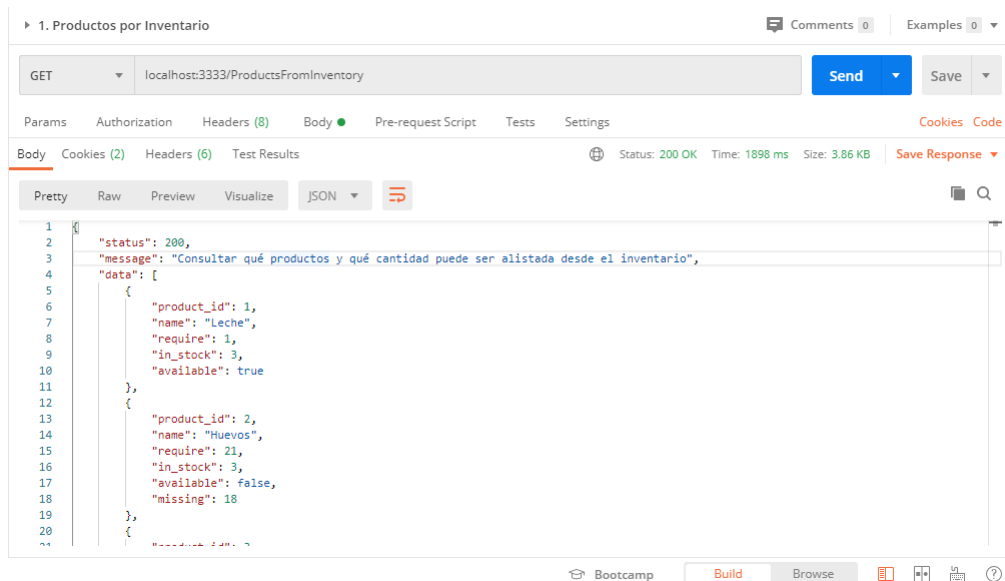 1. Productos por Inventario Comments 0 Examples 0
GET localhost:3333/ProductsFromInventory Send Save
Params Authorization Headers (8) Body Pre-request Script Tests Settings Cookies Code
Body Cookies (2) Headers (6) Test Results Status: 200 OK Time: 1898 ms Size: 3.86 KB Save Response
Pretty Raw Preview Visualize JSON
1 {
2 "status": 200,
3 "message": "Consultar qué productos y qué cantidad puede ser alistada desde el inventario",
4 "data": [
5 {
6 "product_id": 1,
7 "name": "Leche",
8 "require": 1,
9 "in_stock": 3,
10 "available": true
11 },
12 {
13 "product_id": 2,
14 "name": "Huevos",
15 "require": 21,
16 "in_stock": 3,
17 "available": false,
18 "missing": 18
19 },
20 {
Bootcamp Build Browse